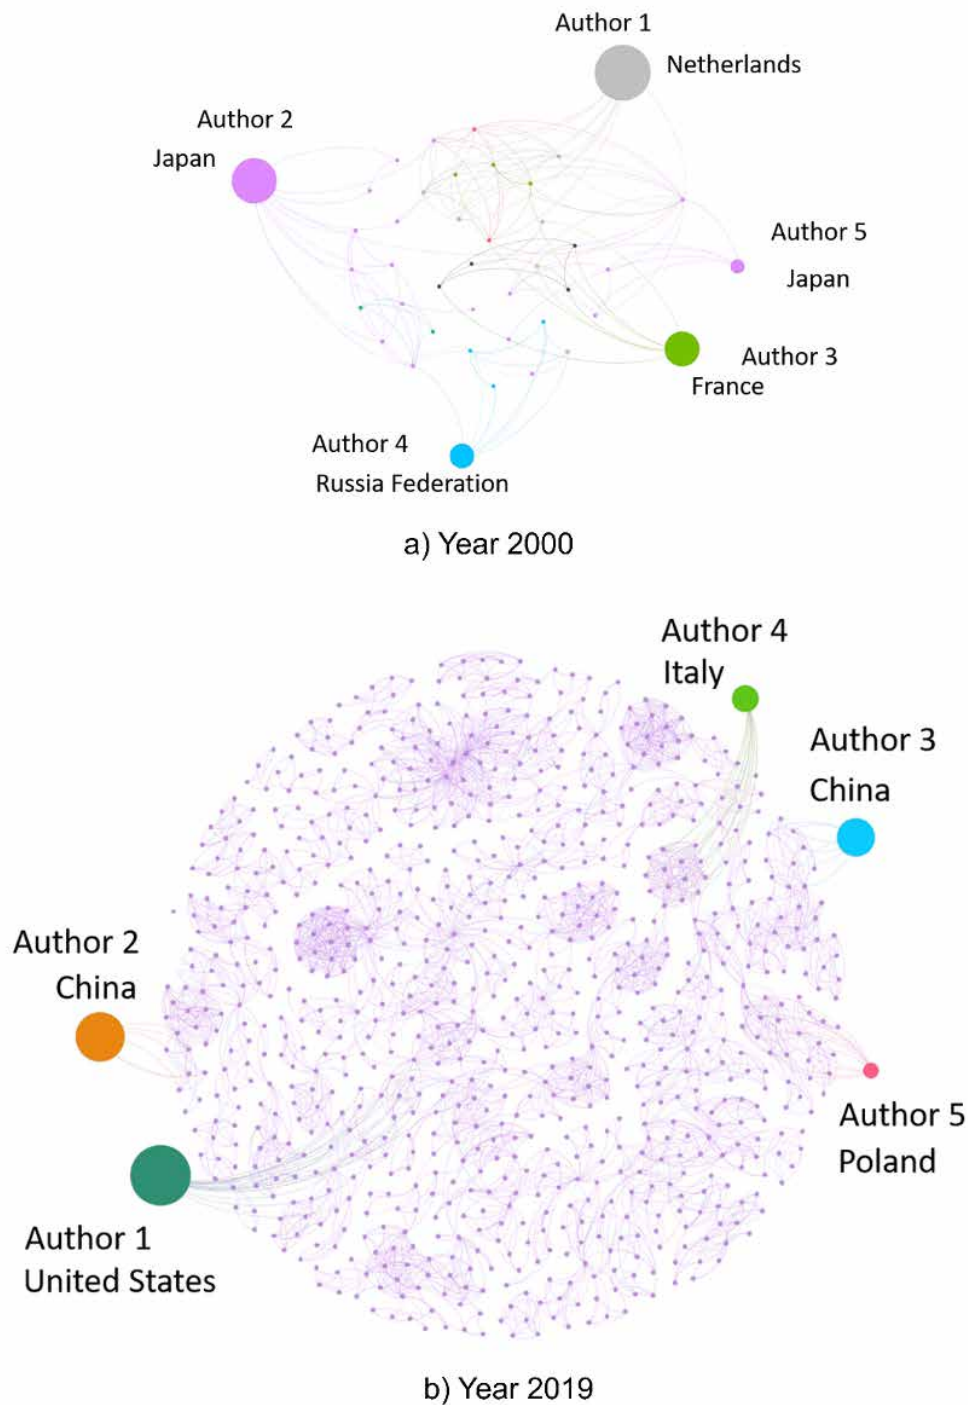 Author 1
Netherlands
Author 2
Japan
Author 5
Japan
Author 3
France
Author 4
Russia Federation
a) Year 2000
Author 4
Italy
Author 3
China
Author 2
China
Author 5
Poland
Author 1
United States
b) Year 2019